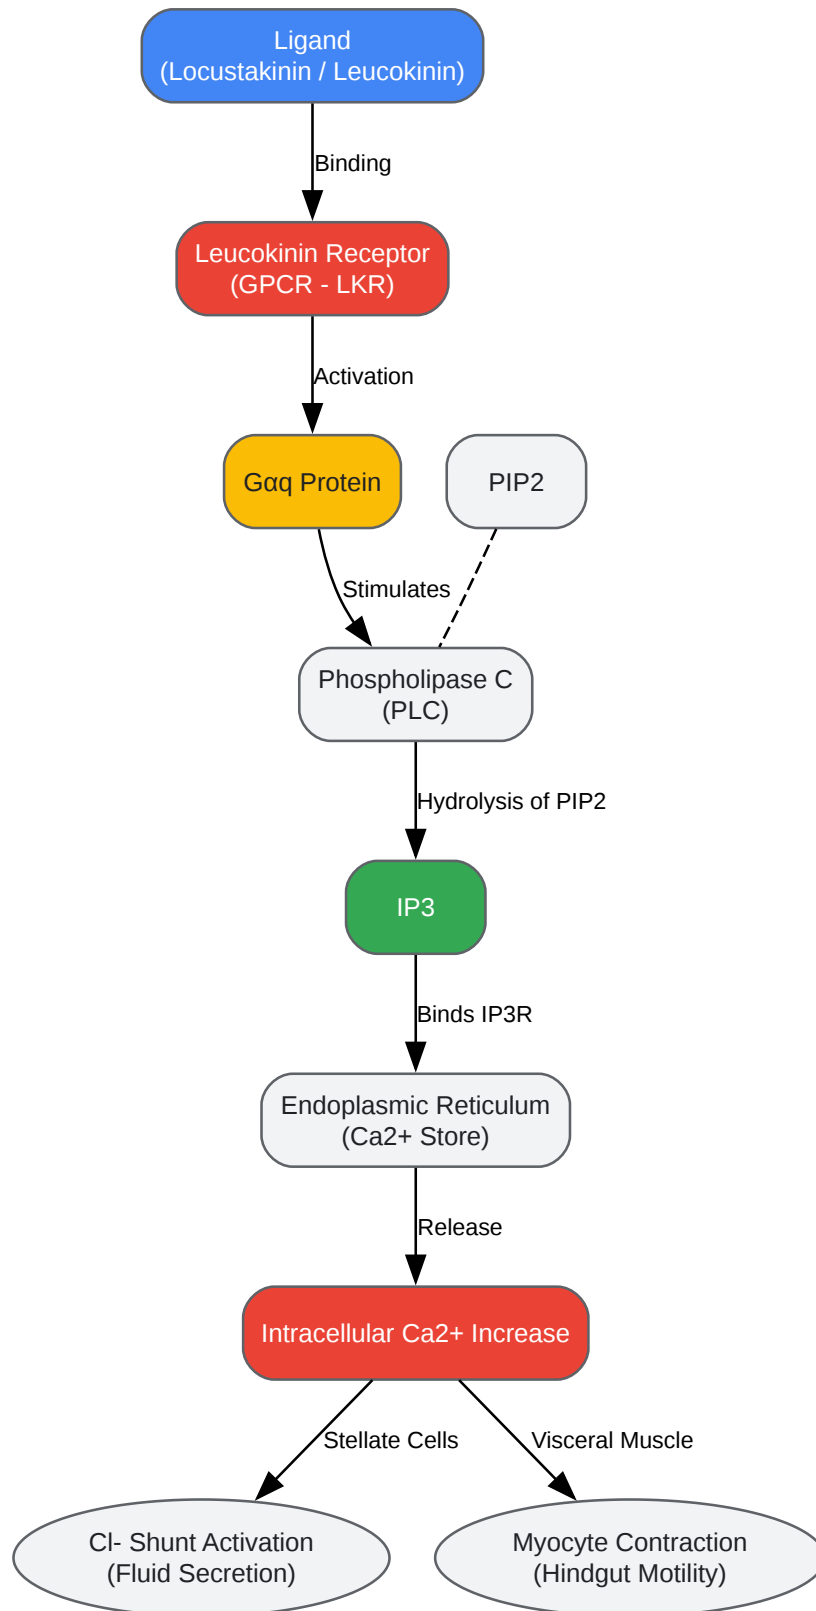 Ligand
(Locustakinin / Leucokinin)
Binding
Leucokinin Receptor
(GPCR - LKR)
Activation
Gαq Protein
PIP2
Stimulates
Phospholipase C
(PLC)
Hydrolysis of PIP2
IP3
Binds IP3R
Endoplasmic Reticulum
(Ca2+ Store)
Release
Intracellular Ca2+ Increase
Stellate Cells
Visceral Muscle
Cl- Shunt Activation
(Fluid Secretion)
Myocyte Contraction
(Hindgut Motility)